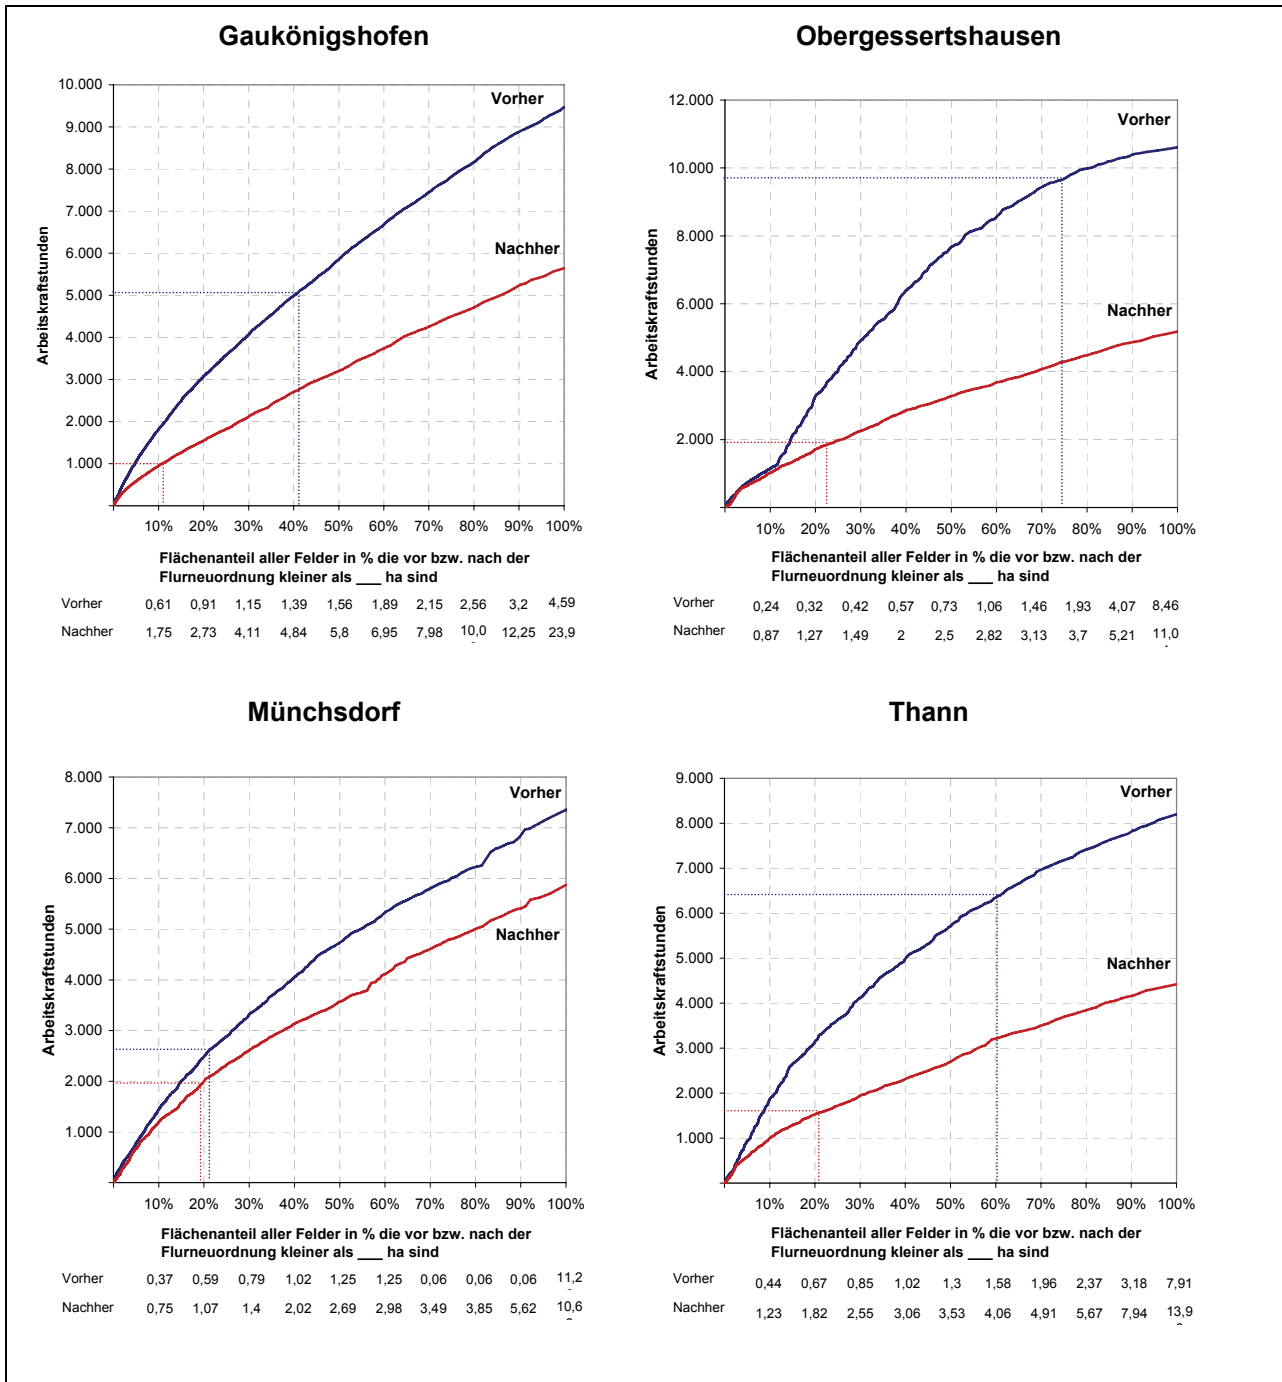 Gaukönigshofen
10.000
9.000
8.000
7.000
6.000
5.000
4.000
3.000
2.000
1.000
Arbeitskraftstunden
Vorher
Nachher
10% 20% 30% 40% 50% 60% 70% 80% 90% 100%
Flächenanteil aller Felder in % die vor bzw. nach der
Flurneuordnung kleiner als ___ ha sind
Vorher 0,61 0,91 1,15 1,39 1,56 1,89 2,15 2,56 3,2 4,59
Nachher 1,75 2,73 4,11 4,84 5,8 6,95 7,98 10,0 12,25 23,9
Obergessertshausen
12.000
10.000
8.000
6.000
4.000
2.000
Arbeitskraftstunden
Vorher
Nachher
10% 20% 30% 40% 50% 60% 70% 80% 90% 100%
Flächenanteil aller Felder in % die vor bzw. nach der
Flurneuordnung kleiner als ___ ha sind
Vorher 0,24 0,32 0,42 0,57 0,73 1,06 1,46 1,93 4,07 8,46
Nachher 0,87 1,27 1,49 2 2,5 2,82 3,13 3,7 5,21 11,0
Münchsdorf
8.000
7.000
6.000
5.000
4.000
3.000
2.000
1.000
Arbeitskraftstunden
Vorher
Nachher
10% 20% 30% 40% 50% 60% 70% 80% 90% 100%
Flächenanteil aller Felder in % die vor bzw. nach der
Flurneuordnung kleiner als ___ ha sind
Vorher 0,37 0,59 0,79 1,02 1,25 1,25 0,06 0,06 0,06 11,2
Nachher 0,75 1,07 1,4 2,02 2,69 2,98 3,49 3,85 5,62 10,6
Thann
9.000
8.000
7.000
6.000
5.000
4.000
3.000
2.000
1.000
Arbeitskraftstunden
Vorher
Nachher
10% 20% 30% 40% 50% 60% 70% 80% 90% 100%
Flächenanteil aller Felder in % die vor bzw. nach der
Flurneuordnung kleiner als ___ ha sind
Vorher 0,44 0,67 0,85 1,02 1,3 1,58 1,96 2,37 3,18 7,91
Nachher 1,23 1,82 2,55 3,06 3,53 4,06 4,91 5,67 7,94 13,9